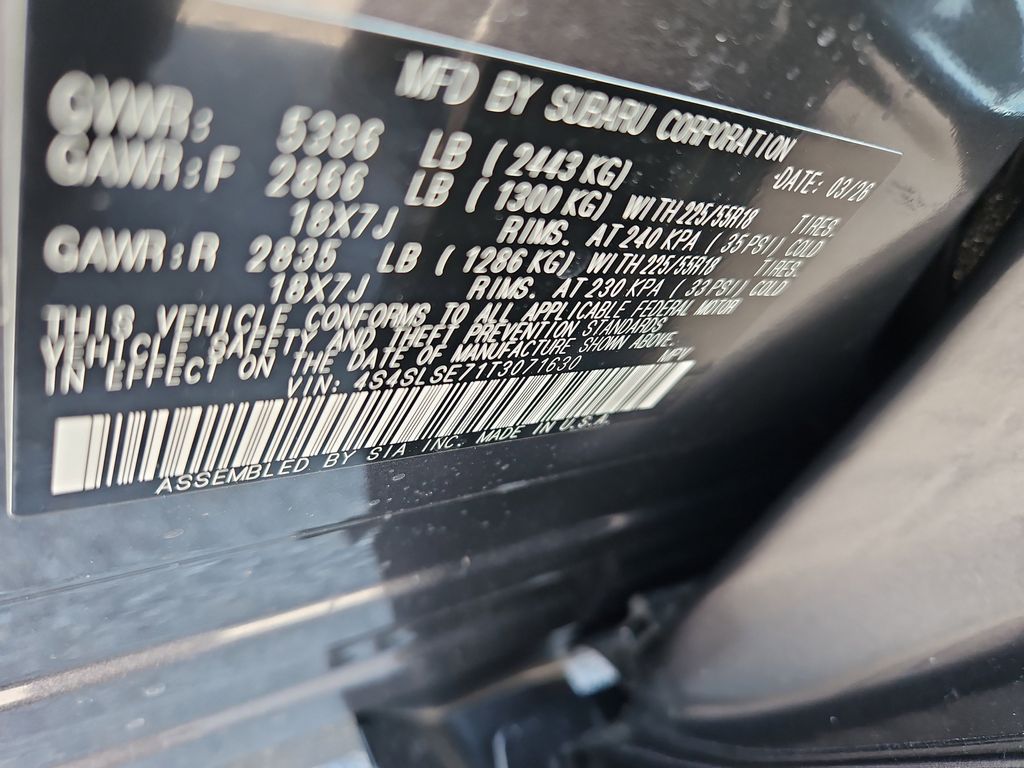 MFD BY SUBARU CORPORATION
GVWR: 5386 LB ( 2443 KG) DATE: 03/26
GAWR:F 2866 LB ( 1300 KG) WITH 225/55R18 TIRES.
18X7J RIMS. AT 240 KPA ( 35 PSI) COLD
GAWR:R 2835 LB ( 1286 KG) WITH 225/55R18 TIRES.
18X7J RIMS. AT 230 KPA ( 33 PSI) COLD
THIS VEHICLE CONFORMS TO ALL APPLICABLE FEDERAL MOTOR
VEHICLE SAFETY AND THEFT PREVENTION STANDARDS
IN EFFECT ON THE DATE OF MANUFACTURE SHOWN ABOVE.
VIN: 4S4SLSE71T3071630 MPV
ASSEMBLED BY SIA INC. MADE IN U.S.A.